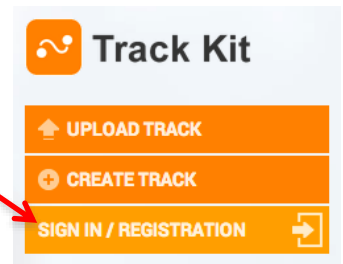 Track Kit
UPLOAD TRACK
CREATE TRACK
SIGN IN / REGISTRATION